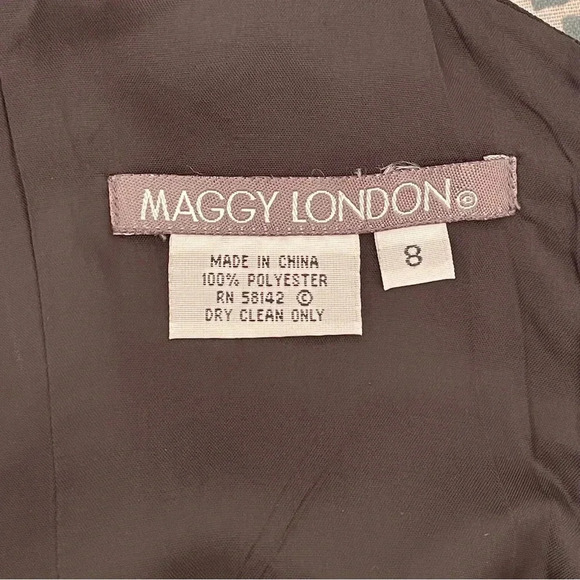 MAGGY LONDON©
8
MADE IN CHINA
100% POLYESTER
RN 58142 ©
DRY CLEAN ONLY